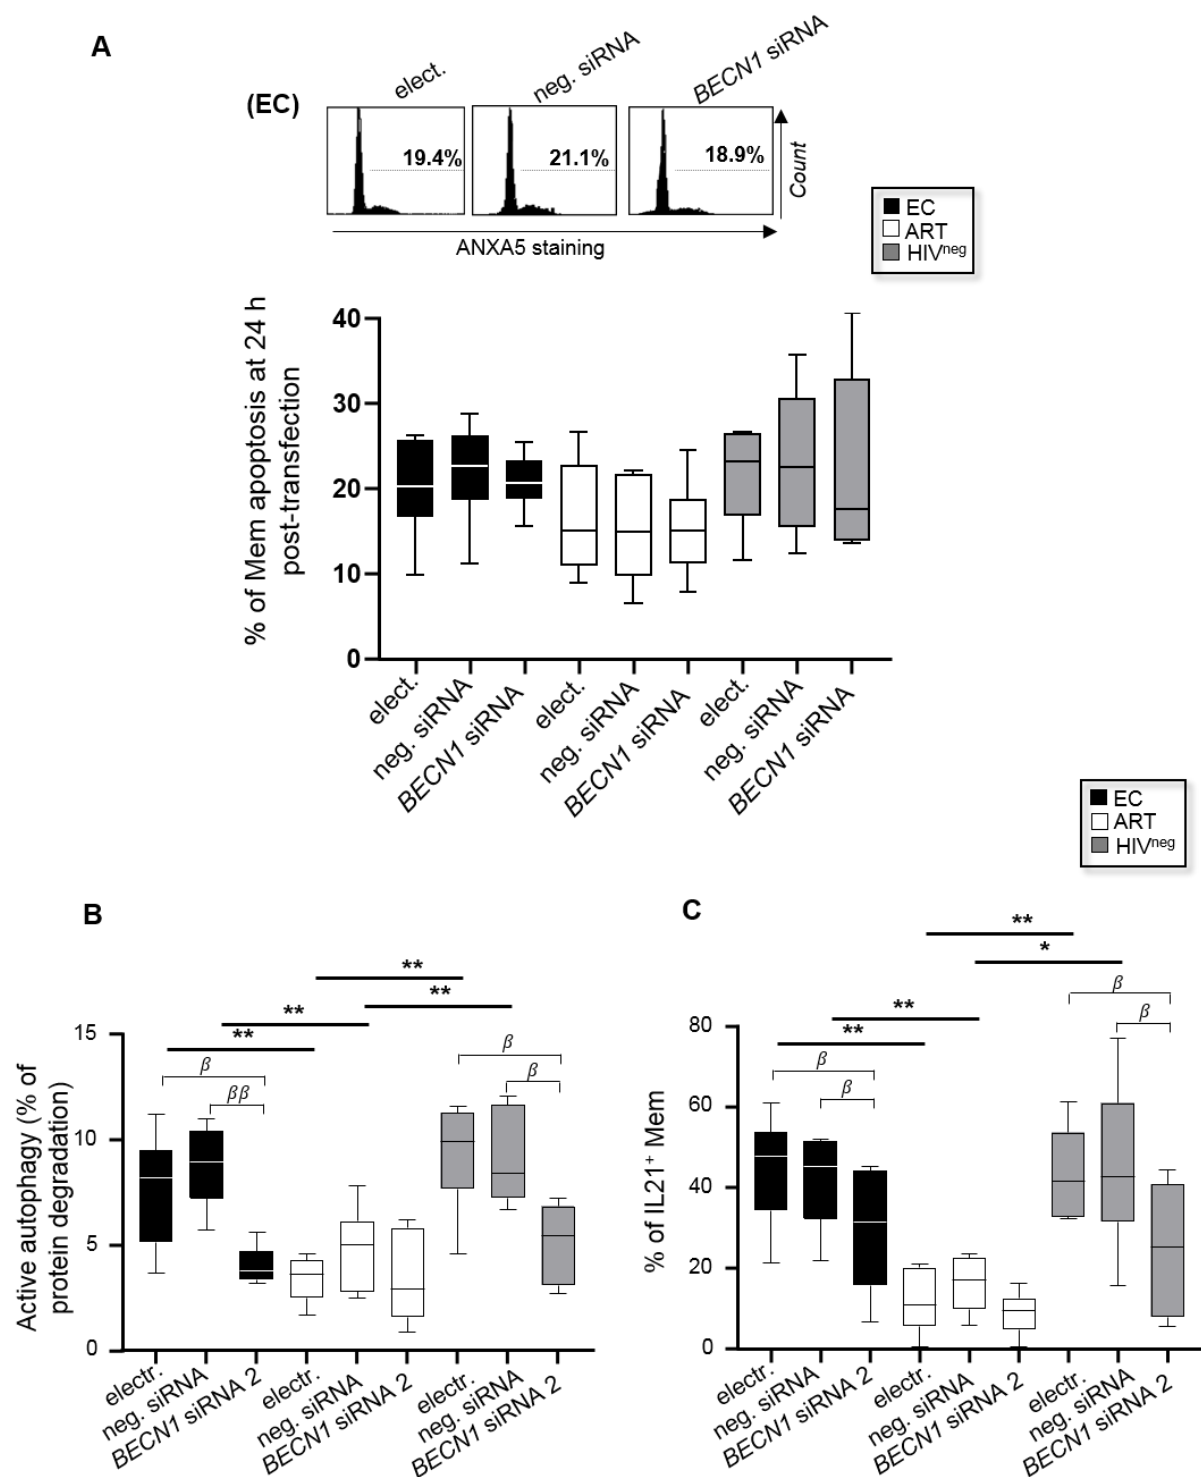 A
(EC)
elect.
neg. siRNA
BECN1 siRNA
19.4%
21.1%
18.9%
Count
ANXA5 staining
EC
ART
HIVneg
% of Mem apoptosis at 24 h
post-transfection
40
30
20
10
0
elect.
neg. siRNA
BECN1 siRNA
elect.
neg. siRNA
BECN1 siRNA
elect.
neg. siRNA
BECN1 siRNA
EC
ART
HIVneg
B
Active autophagy (% of
protein degradation)
15
10
5
0
**
**
**
**
β
ββ
β
β
electr.
neg. siRNA
BECN1 siRNA 2
electr.
neg. siRNA
BECN1 siRNA 2
electr.
neg. siRNA
BECN1 siRNA 2
C
% of IL21+ Mem
80
60
40
20
0
**
*
**
**
β
β
β
β
electr.
neg. siRNA
BECN1 siRNA 2
electr.
neg. siRNA
BECN1 siRNA 2
electr.
neg. siRNA
BECN1 siRNA 2